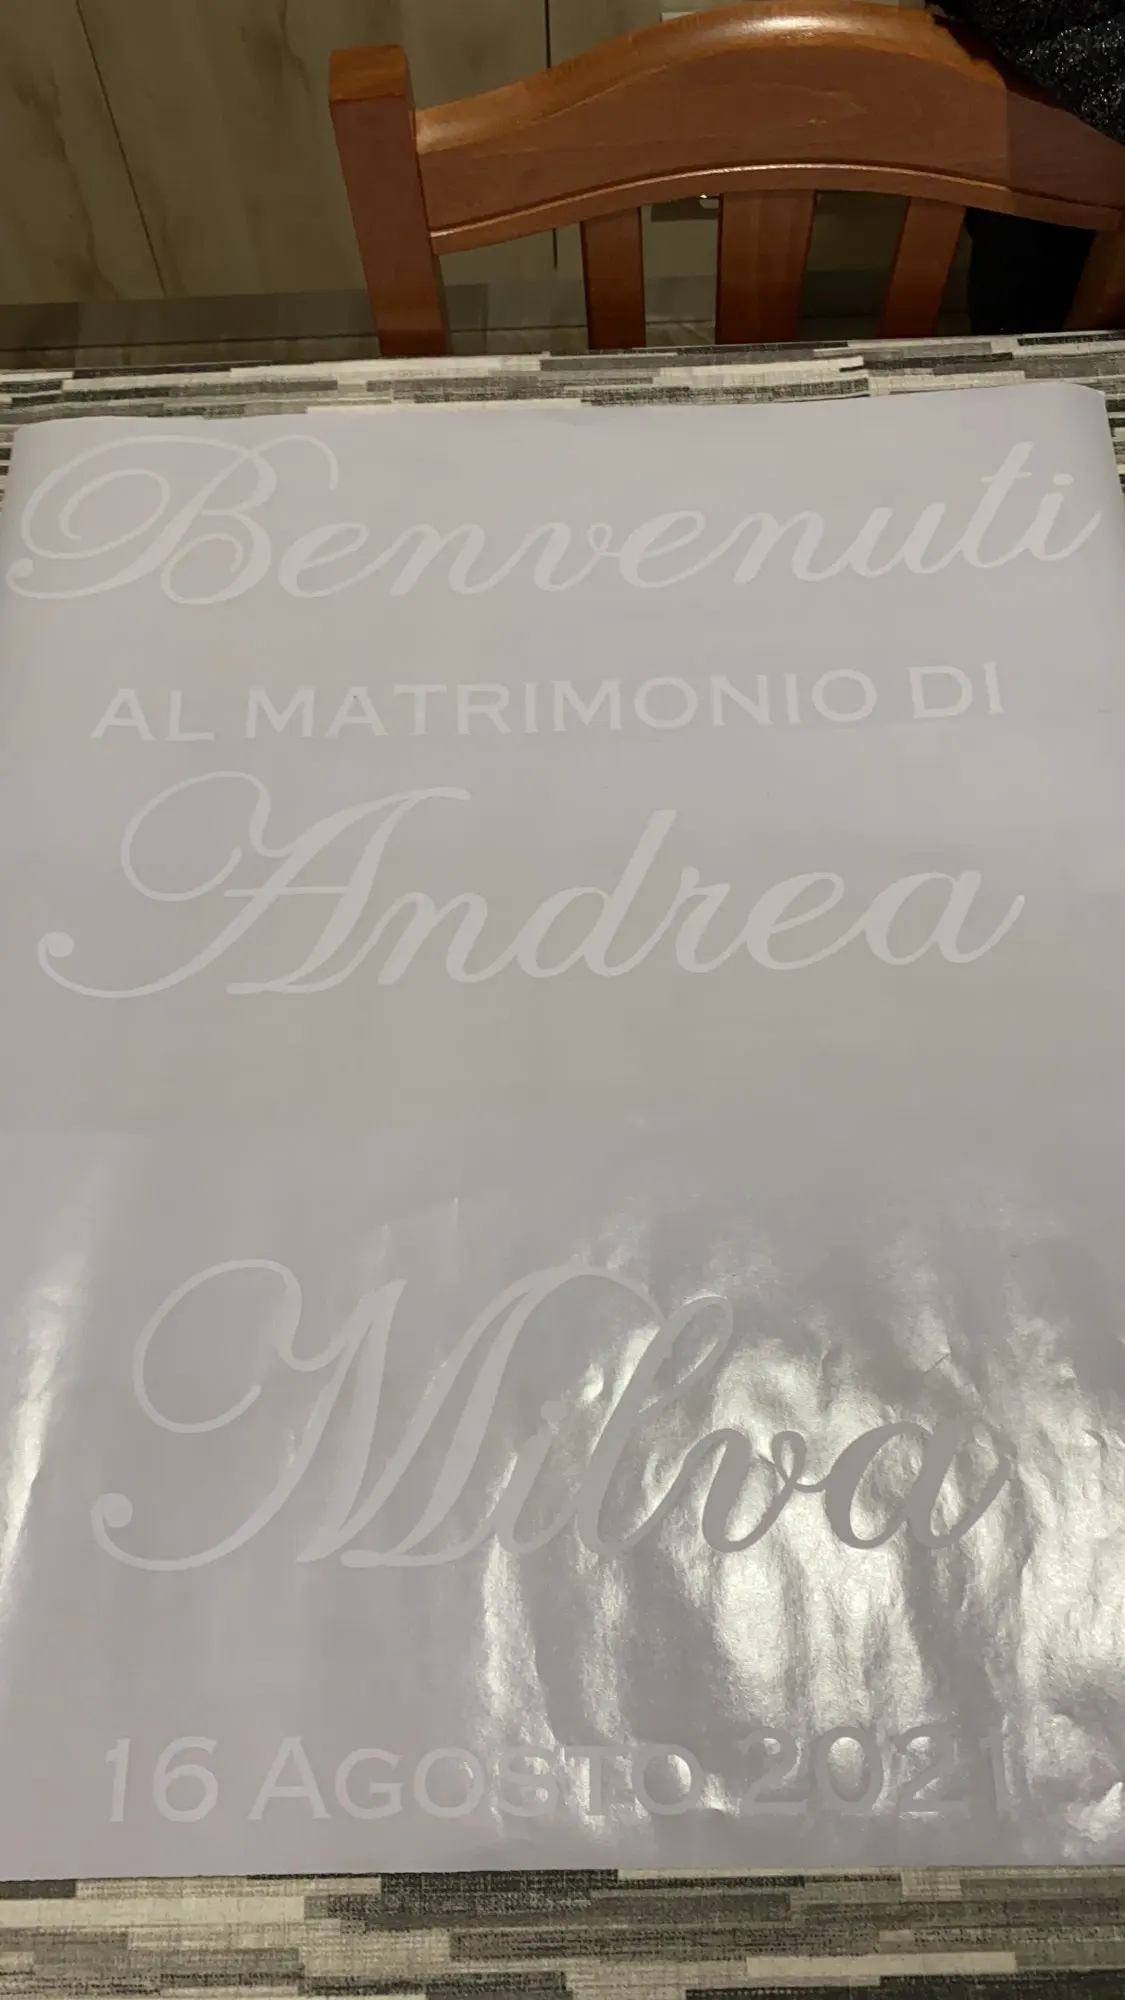 Benvenuti
AL MATRIMONIO DI
Andrea
Milva
16 AGOSTO 2021